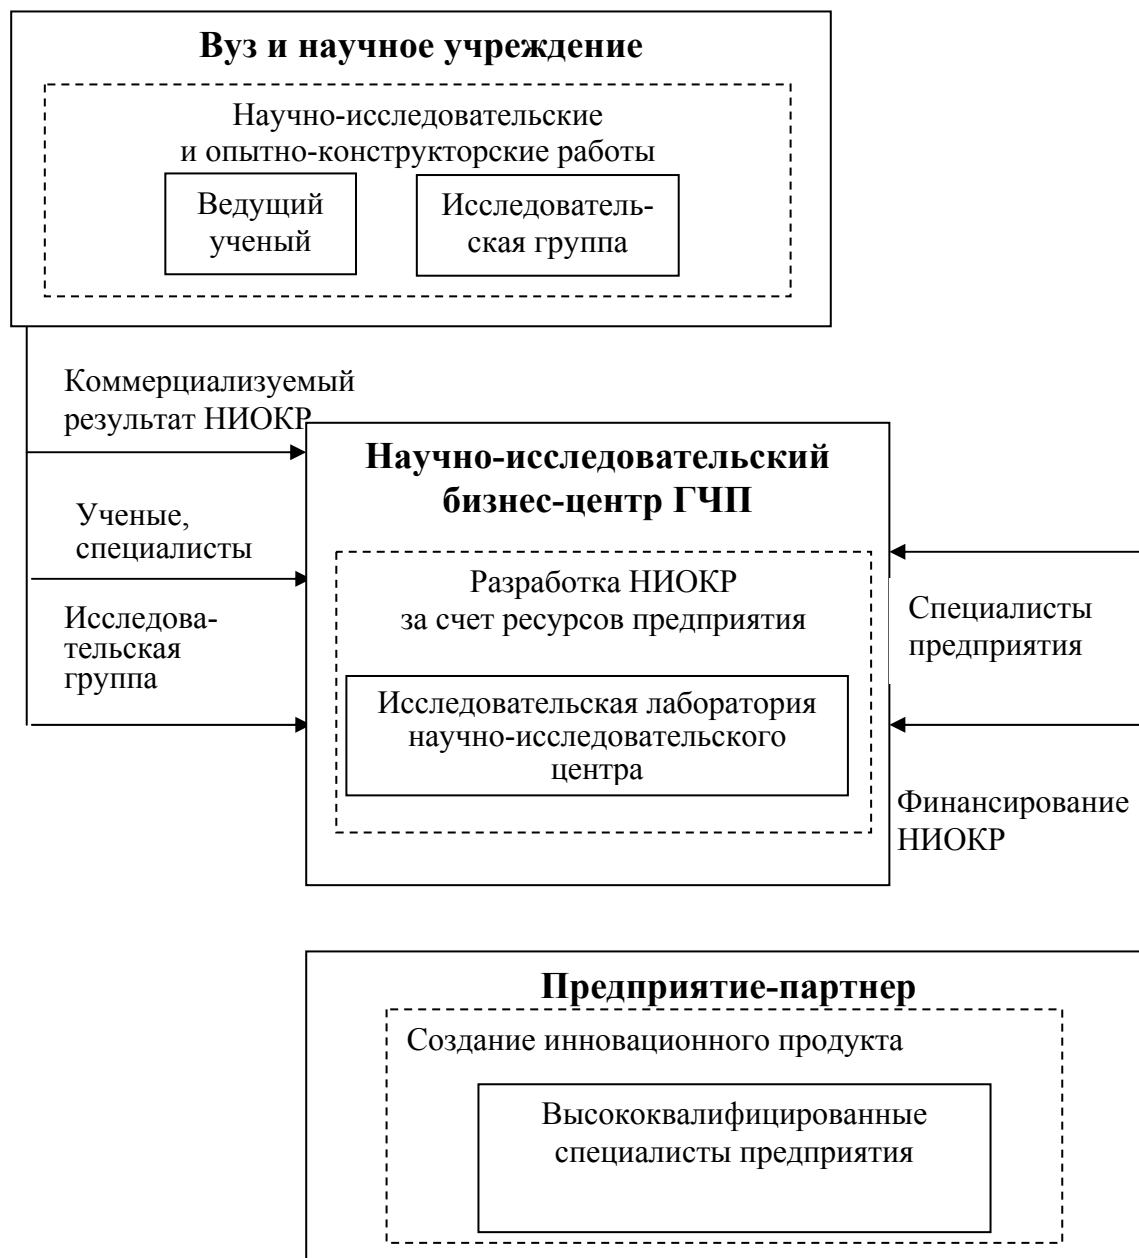 Вуз и научное учреждение
Научно-исследовательские
и опытно-конструкторские работы
Ведущий
ученый
Исследователь-
ская группа
Коммерциализуемый
результат НИОКР
Научно-исследовательский
бизнес-центр ГЧП
Ученые,
специалисты
Исследова-
тельская
группа
Разработка НИОКР
за счет ресурсов предприятия
Исследовательская лаборатория
научно-исследовательского
центра
Специалисты
предприятия
Финансирование
НИОКР
Предприятие-партнер
Создание инновационного продукта
Высококвалифицированные
специалисты предприятия